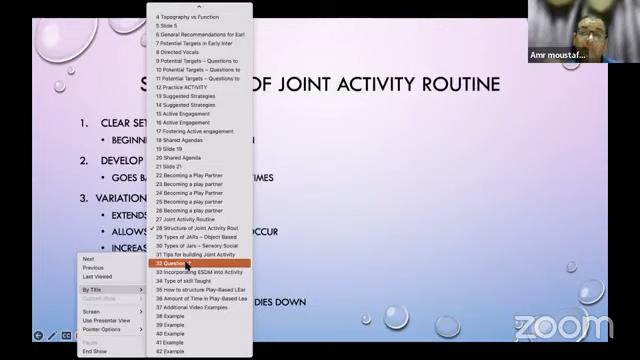 Amr moustaf...
OF JOINT ACTIVITY ROUTINE
1. CLEAR SET
• BEGINN
2. DEVELOP
• GOES BA
TIMES
3. VARIATION
• EXTENDS
• ALLOWS
OCCUR
• INCREAS
DIES DOWN
4 Topography vs Function
5 Slide 5
6 General Recommendations for Earl
7 Potential Targets in Early Inter
8 Directed Vocals
9 Potential Targets – Questions to
10 Potential Targets – Questions to
11 Potential Targets – Questions to
12 Practice ACTIVITY
13 Suggested Strategies
14 Suggested Strategies
15 Active Engagement
16 Active Engagement
17 Fostering Active engagement
18 Shared Agendas
19 Slide 19
20 Shared Agenda
21 Slide 21
22 Becoming a Play Partner
23 Becoming a Play Partner
24 Becoming a Play Partner
25 Becoming a play partner
26 Becoming a play partner
27 Joint Activity Routine
✓ 28 Structure of Joint Activity Rout
29 Types of JARs – Object Based
30 Types of Jars – Sensory Social
31 Tips for building Joint Activity
32 Question
33 Incorporating ESDM into Activity
34 Type of skill Taught
35 How to structure Play-Based LEar
36 Amount of Time in Play-Based Lea
37 Additional Video Examples
38 Example
39 Example
40 Example
41 Example
42 Example
Next
Previous
Last Viewed
By Title
Custom Show
Screen
Use Presenter View
Pointer Options
Pause
End Show
zoom